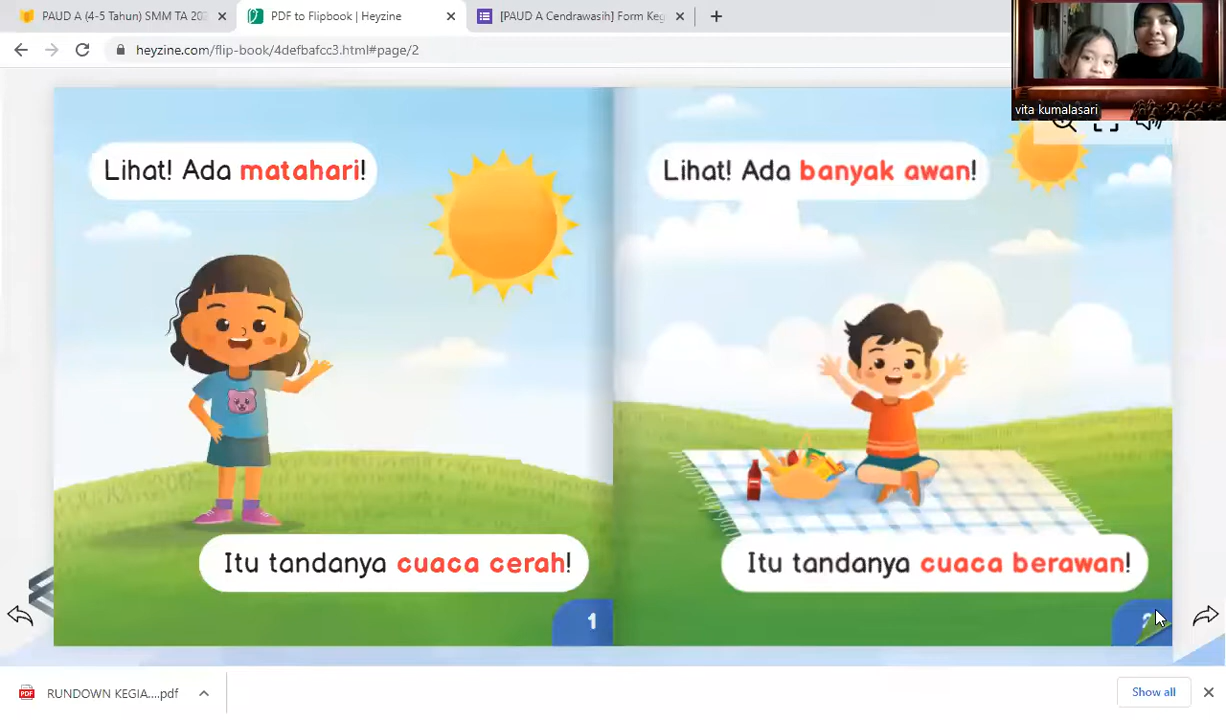 PAUD A (4-5 Tahun) SMM TA 202
PDF to Flipbook | Heyzine
[PAUD A Cendrawasih] Form Keg
heyzine.com/flip-book/4defbafcc3.html#page/2
vita kumalasari
Lihat! Ada matahari!
Itu tandanya cuaca cerah!
1
Lihat! Ada banyak awan!
Itu tandanya cuaca berawan!
RUNDOWN KEGIA....pdf
Show all